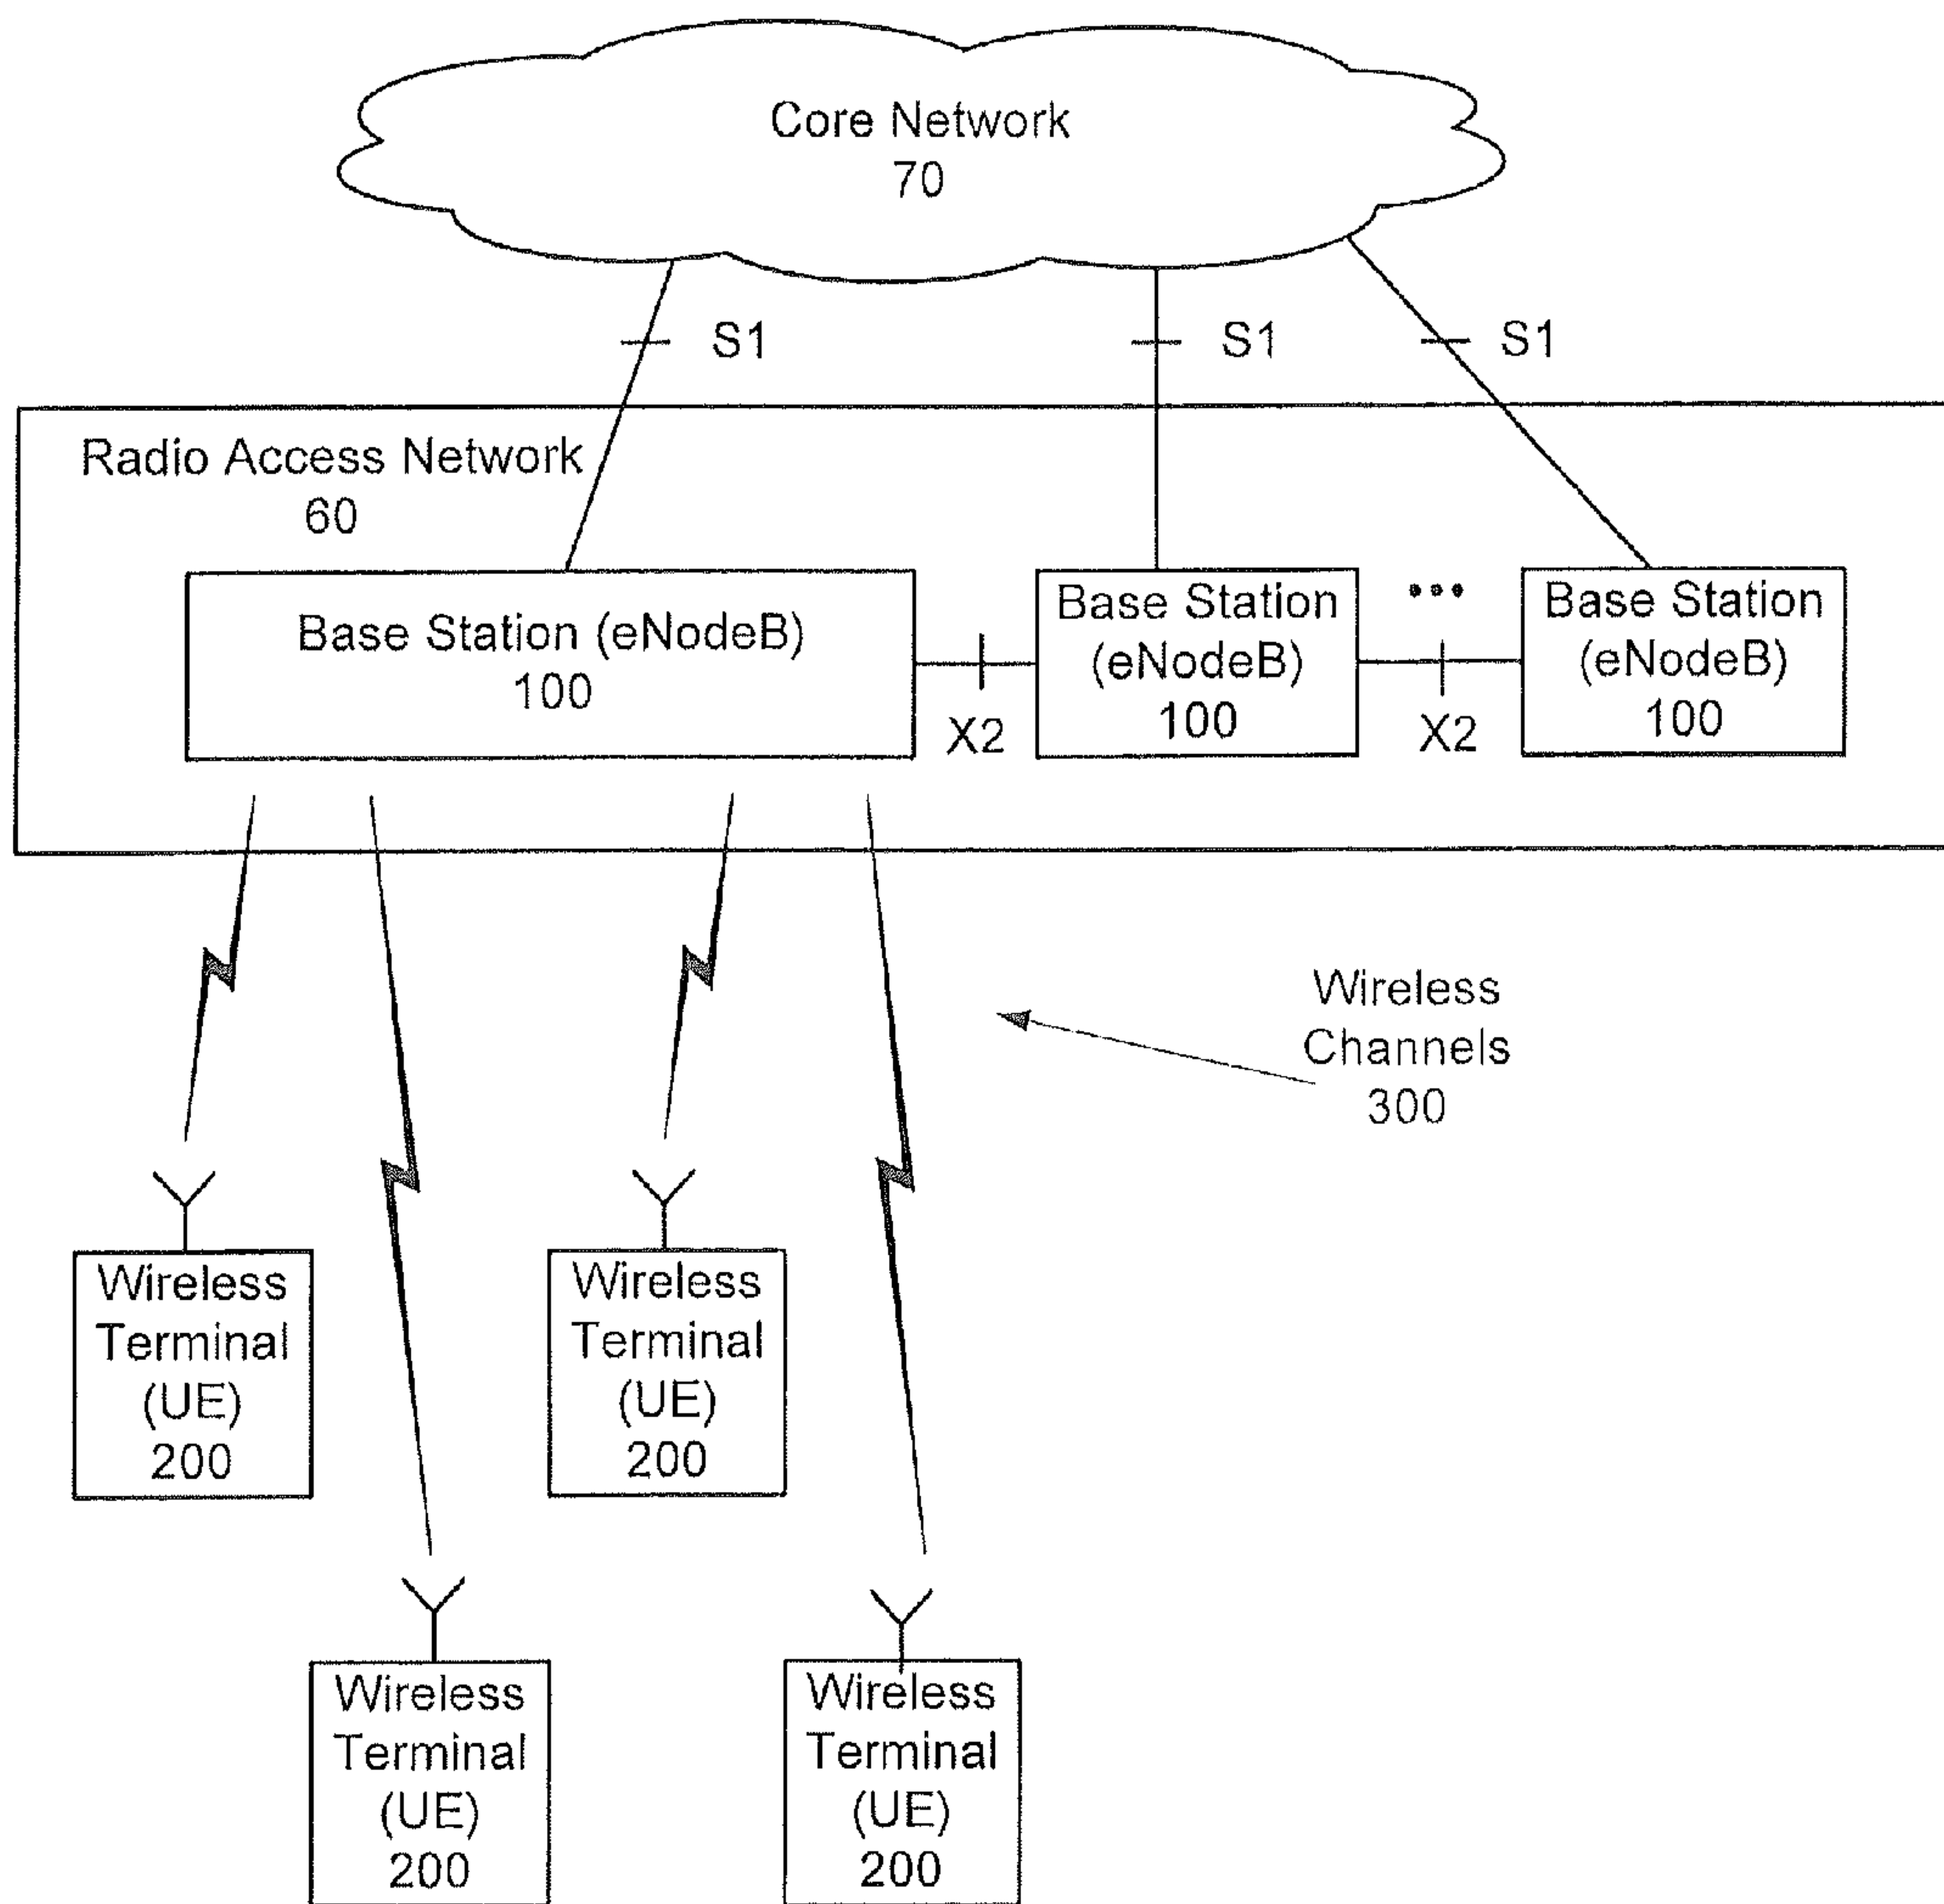 Core Network
70
S1
S1
S1
Radio Access Network
60
Base Station (eNodeB)
100
X2
Base Station
(eNodeB)
100
•••
X2
Base Station
(eNodeB)
100
Wireless
Channels
300
Wireless
Terminal
(UE)
200
Wireless
Terminal
(UE)
200
Wireless
Terminal
(UE)
200
Wireless
Terminal
(UE)
200